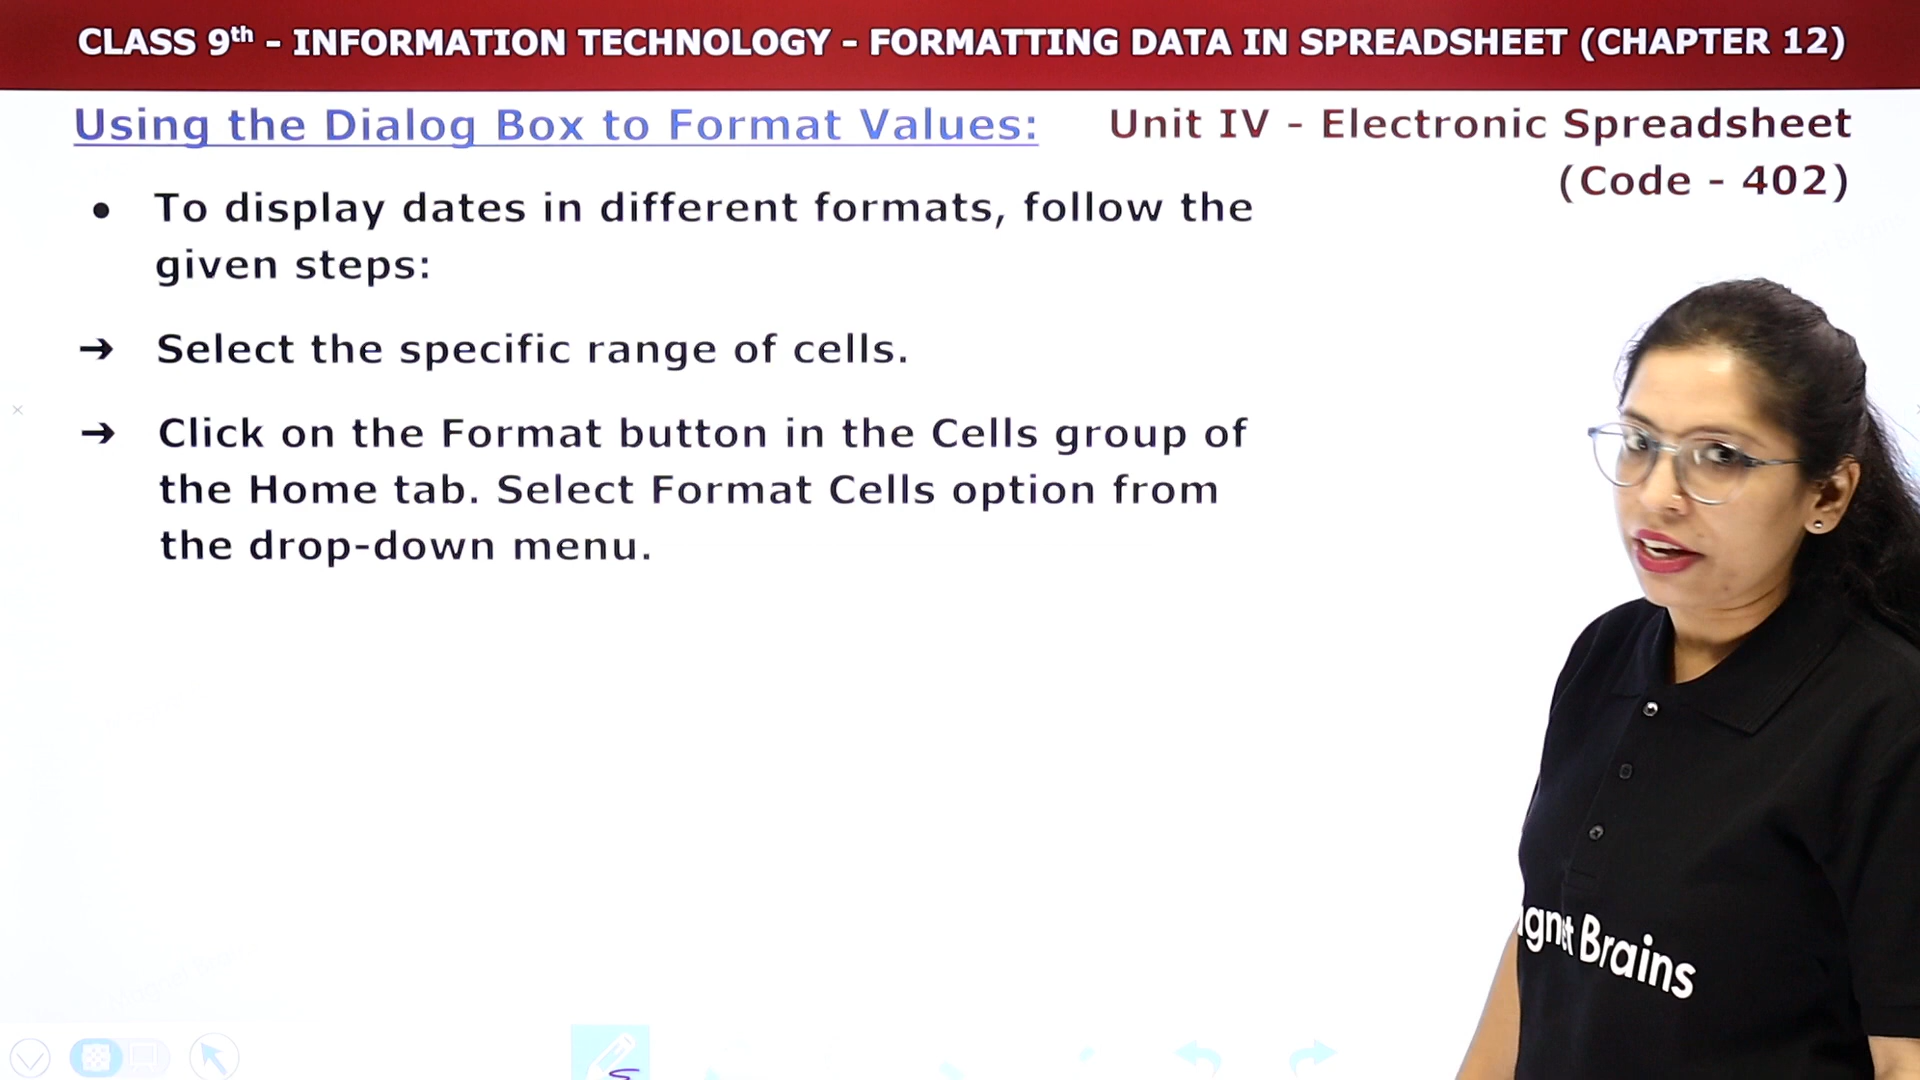 CLASS 9th - INFORMATION TECHNOLOGY - FORMATTING DATA IN SPREADSHEET (CHAPTER 12)
Using the Dialog Box to Format Values:
Unit IV - Electronic Spreadsheet
(Code - 402)
• To display dates in different formats, follow the
given steps:
➔ Select the specific range of cells.
➔ Click on the Format button in the Cells group of
the Home tab. Select Format Cells option from
the drop-down menu.
gnet Brains